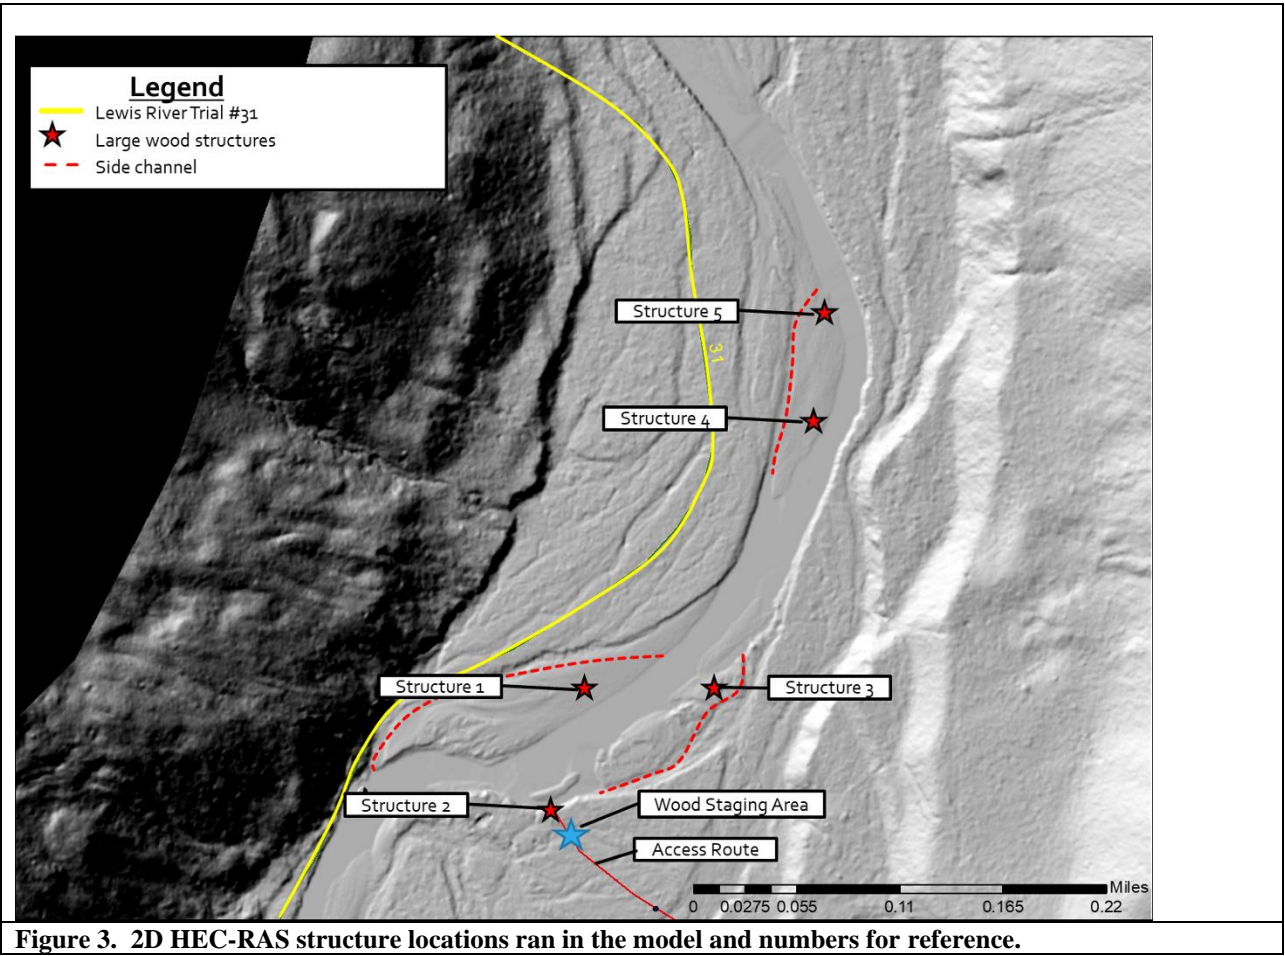 Legend
Lewis River Trial #31
Large wood structures
Side channel
Structure 5
31
Structure 4
Structure 1
Structure 3
Structure 2
Wood Staging Area
Access Route
Miles
0 0.0275 0.055 0.11 0.165 0.22
Figure 3. 2D HEC-RAS structure locations ran in the model and numbers for reference.